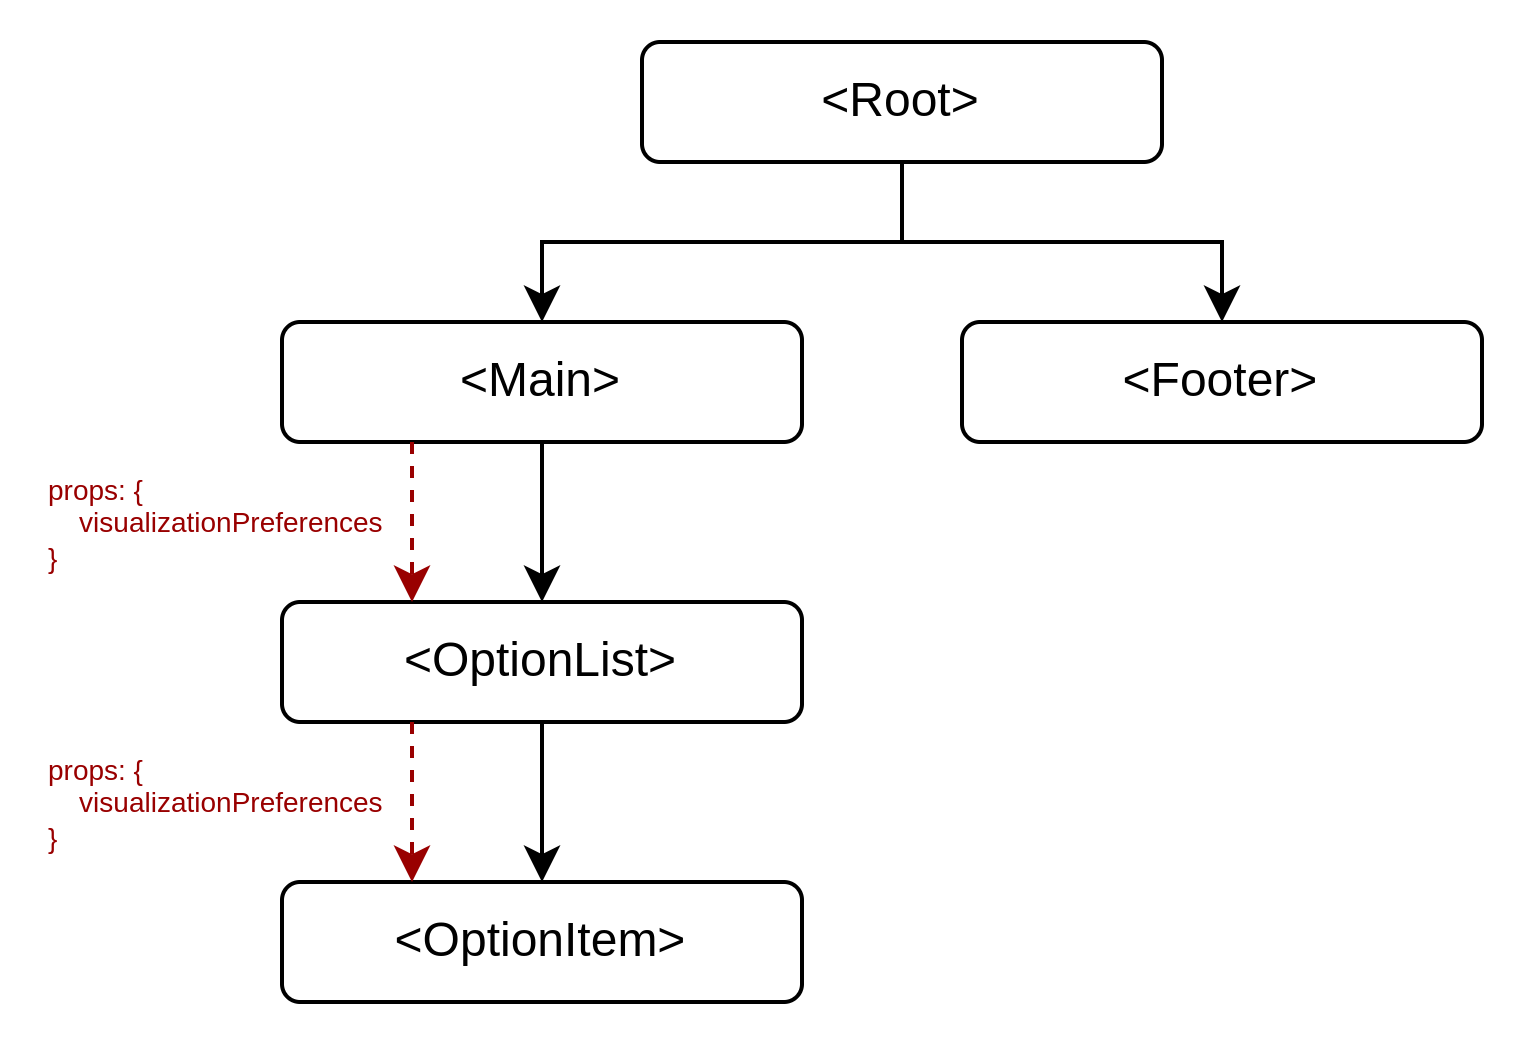 <Root>
<Main>
<Footer>
props: {
visualizationPreferences
}
<OptionList>
props: {
visualizationPreferences
}
<OptionItem>